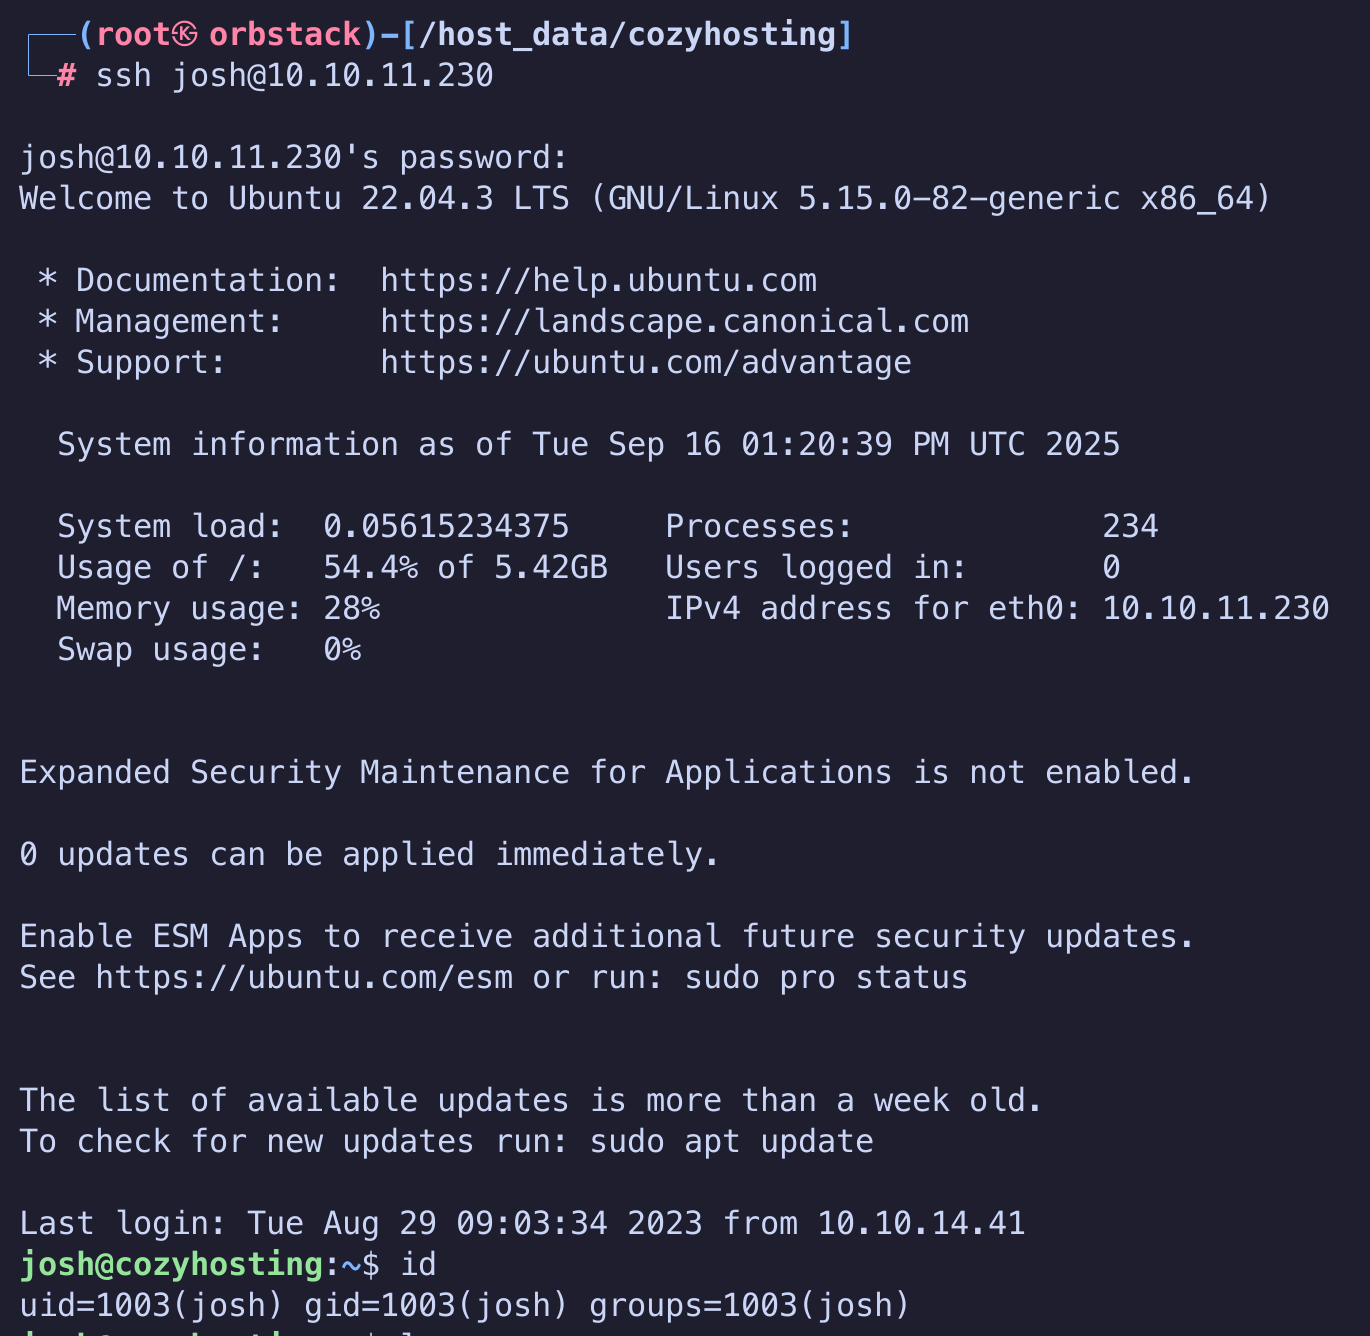 ┌──(root㉿ orbstack)-[/host_data/cozyhosting]
└─# ssh josh@10.10.11.230
josh@10.10.11.230's password:
Welcome to Ubuntu 22.04.3 LTS (GNU/Linux 5.15.0-82-generic x86_64)
* Documentation:  https://help.ubuntu.com
* Management:     https://landscape.canonical.com
* Support:        https://ubuntu.com/advantage
System information as of Tue Sep 16 01:20:39 PM UTC 2025
System load:  0.05615234375     Processes:             234
Usage of /:   54.4% of 5.42GB   Users logged in:       0
Memory usage: 28%               IPv4 address for eth0: 10.10.11.230
Swap usage:   0%
Expanded Security Maintenance for Applications is not enabled.
0 updates can be applied immediately.
Enable ESM Apps to receive additional future security updates.
See https://ubuntu.com/esm or run: sudo pro status
The list of available updates is more than a week old.
To check for new updates run: sudo apt update
Last login: Tue Aug 29 09:03:34 2023 from 10.10.14.41
josh@cozyhosting:~$ id
uid=1003(josh) gid=1003(josh) groups=1003(josh)